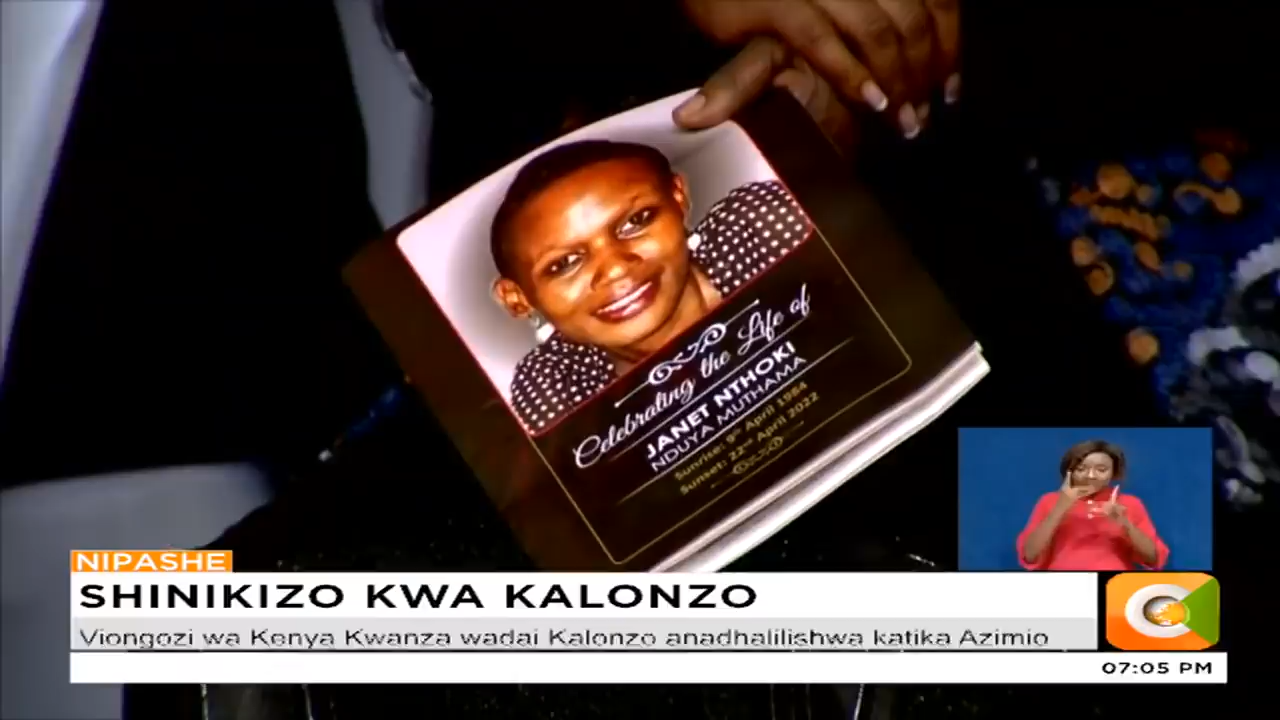 Celebrating the Life of
JANET NTHOKI
NDUYA MUTHAMA
Sunrise: 9th April 1984
Sunset: 22nd April 2022
NIPASHE
SHINIKIZO KWA KALONZO
Viongozi wa Kenya Kwanza wadai Kalonzo anadhalilishwa katika Azimio
07:05 PM